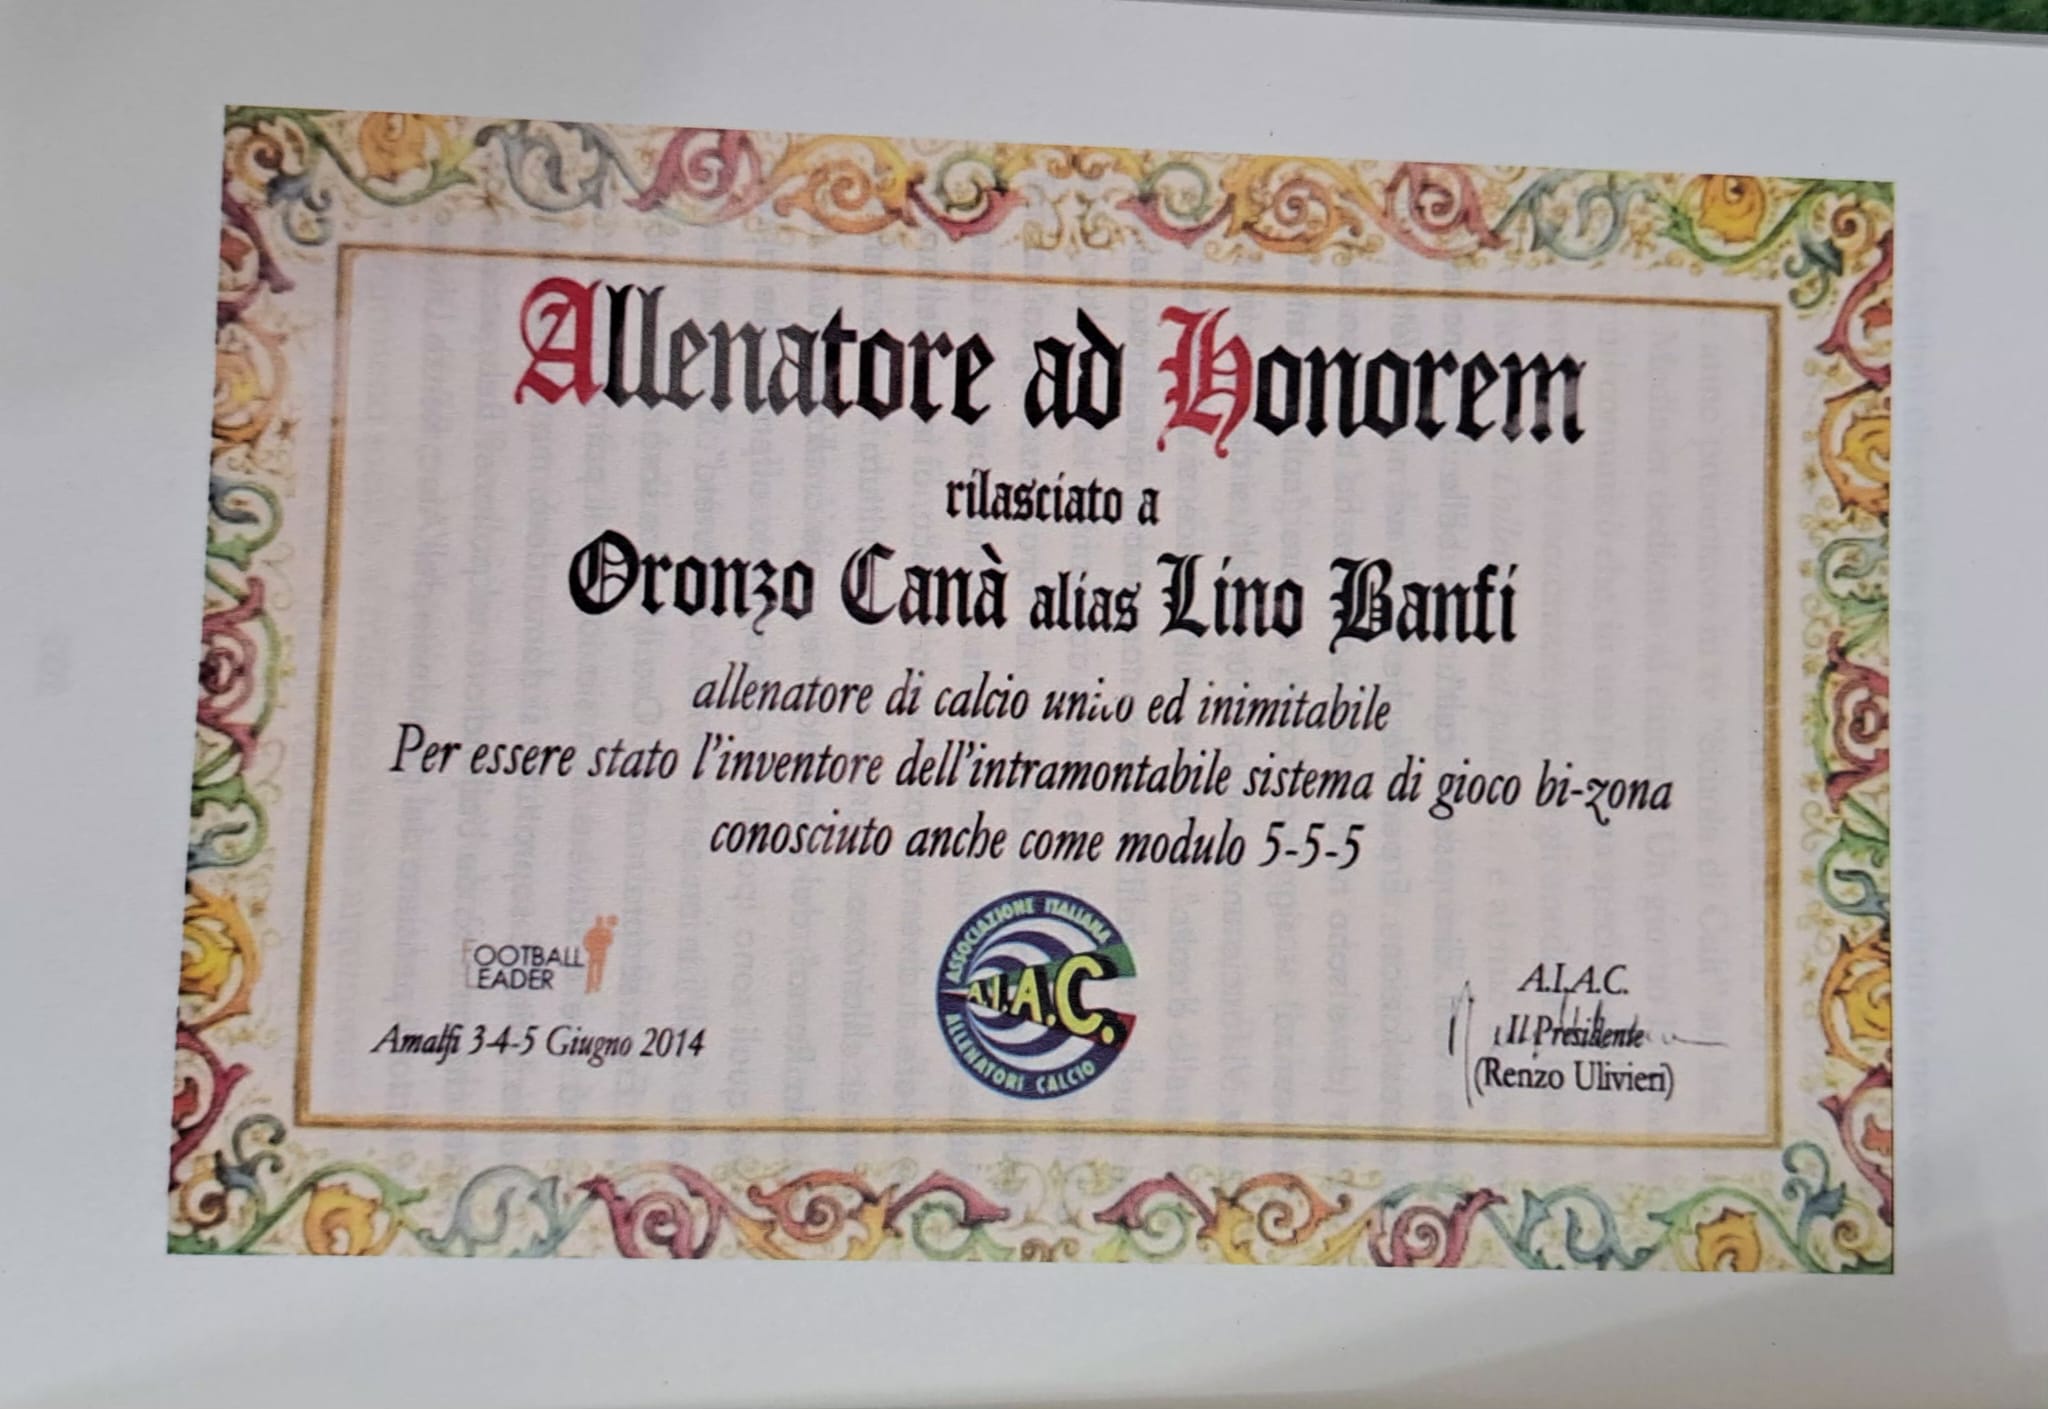 Allenatore ad Honorem
rilasciato a
Oronzo Canà alias Lino Banfi
allenatore di calcio unico ed inimitabile
Per essere stato l'inventore dell'intramontabile sistema di gioco bi-zona
conosciuto anche come modulo 5-5-5
FOOTBALL
LEADER
Amalfi 3-4-5 Giugno 2014
ASSOCIAZIONE ITALIANA
A.I.A.C.
ALLENATORI CALCIO
A.I.A.C.
Il Presidente
(Renzo Ulivieri)